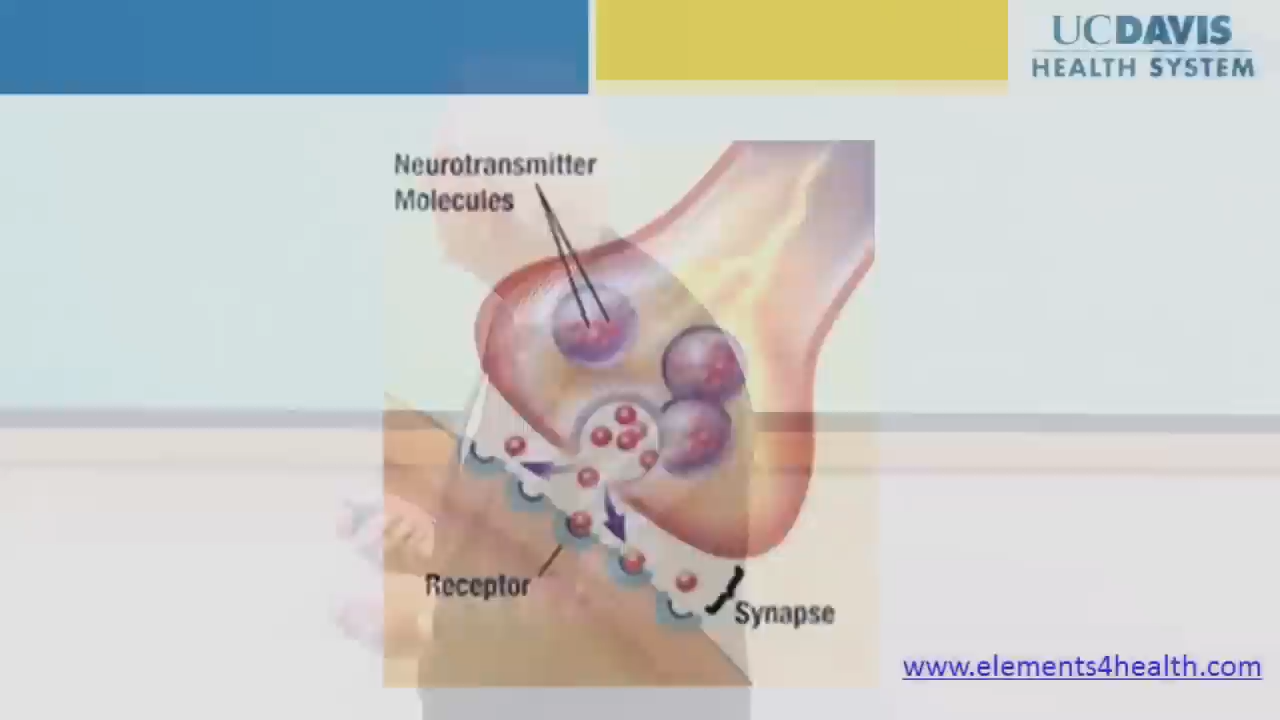 UCDAVIS
HEALTH SYSTEM
Neurotransmitter
Molecules
Receptor
Synapse
www.elements4health.com